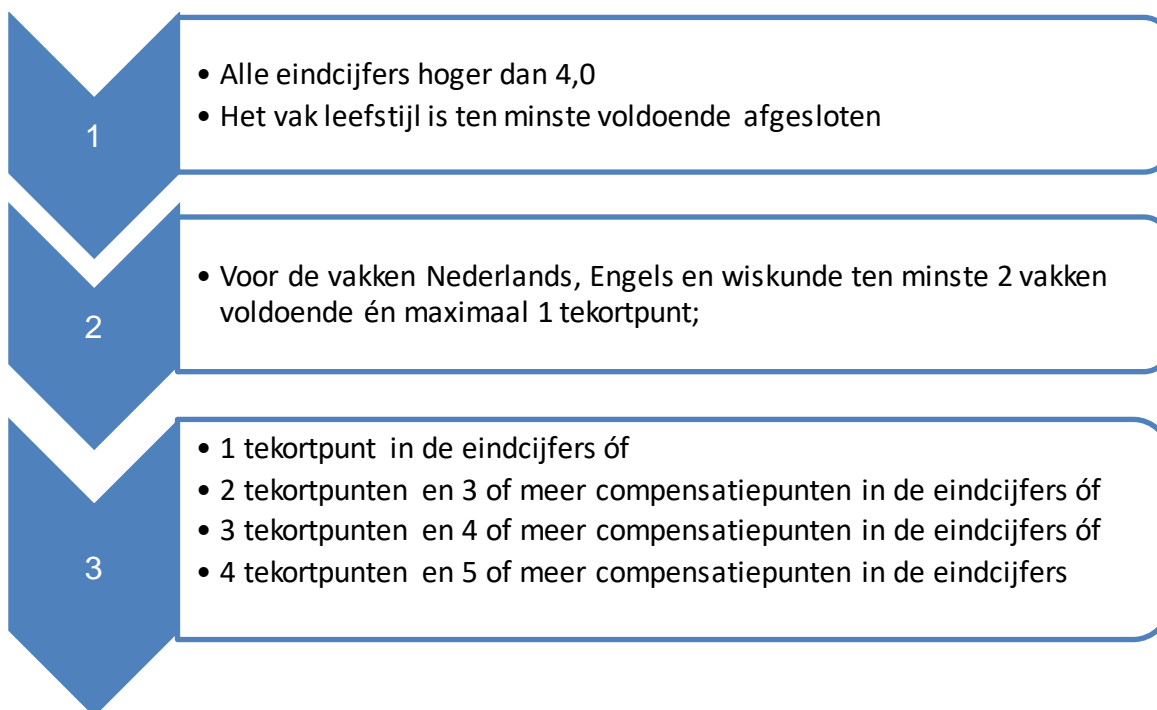 1
• Alle eindcijfers hoger dan 4,0
• Het vak leefstijl is ten minste voldoende afgesloten
2
• Voor de vakken Nederlands, Engels en wiskunde ten minste 2 vakken
voldoende én maximaal 1 tekortpunt;
3
• 1 tekortpunt in de eindcijfers óf
• 2 tekortpunten en 3 of meer compensatiepunten in de eindcijfers óf
• 3 tekortpunten en 4 of meer compensatiepunten in de eindcijfers óf
• 4 tekortpunten en 5 of meer compensatiepunten in de eindcijfers